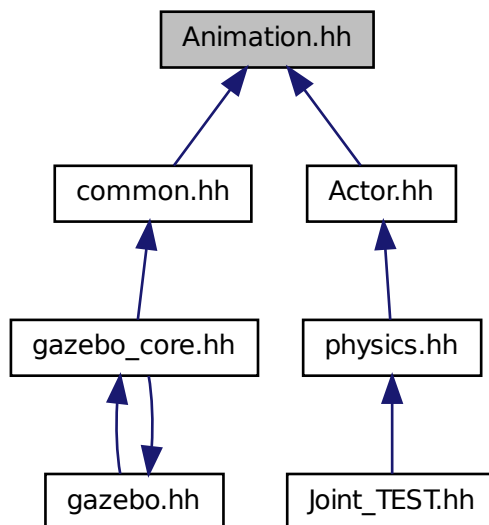 Animation.hh
common.hh
Actor.hh
gazebo_core.hh
physics.hh
gazebo.hh
Joint_TEST.hh